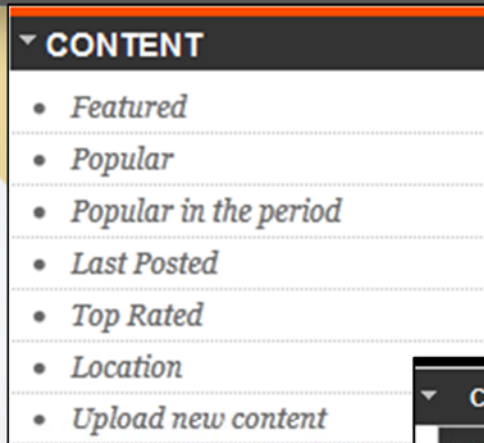 CONTENT
Featured
Popular
Popular in the period
Last Posted
Top Rated
Location
Upload new content